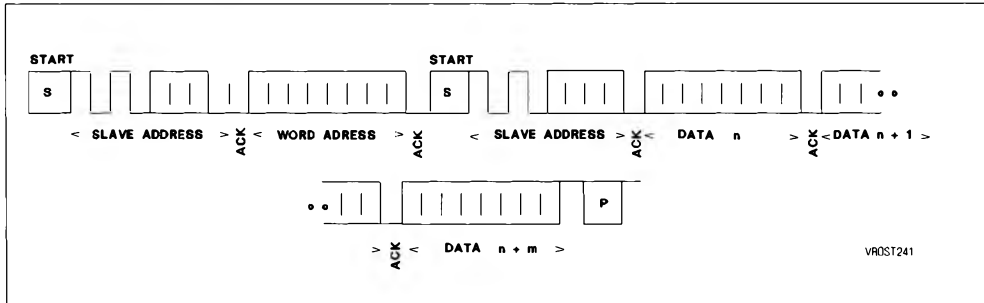 START START
S S
< SLAVE ADDRESS > ACK < WORD ADRESS > ACK < SLAVE ADDRESS > ACK < DATA n > ACK < DATA n + 1 >
P
> ACK < DATA n + m >
VR0ST241